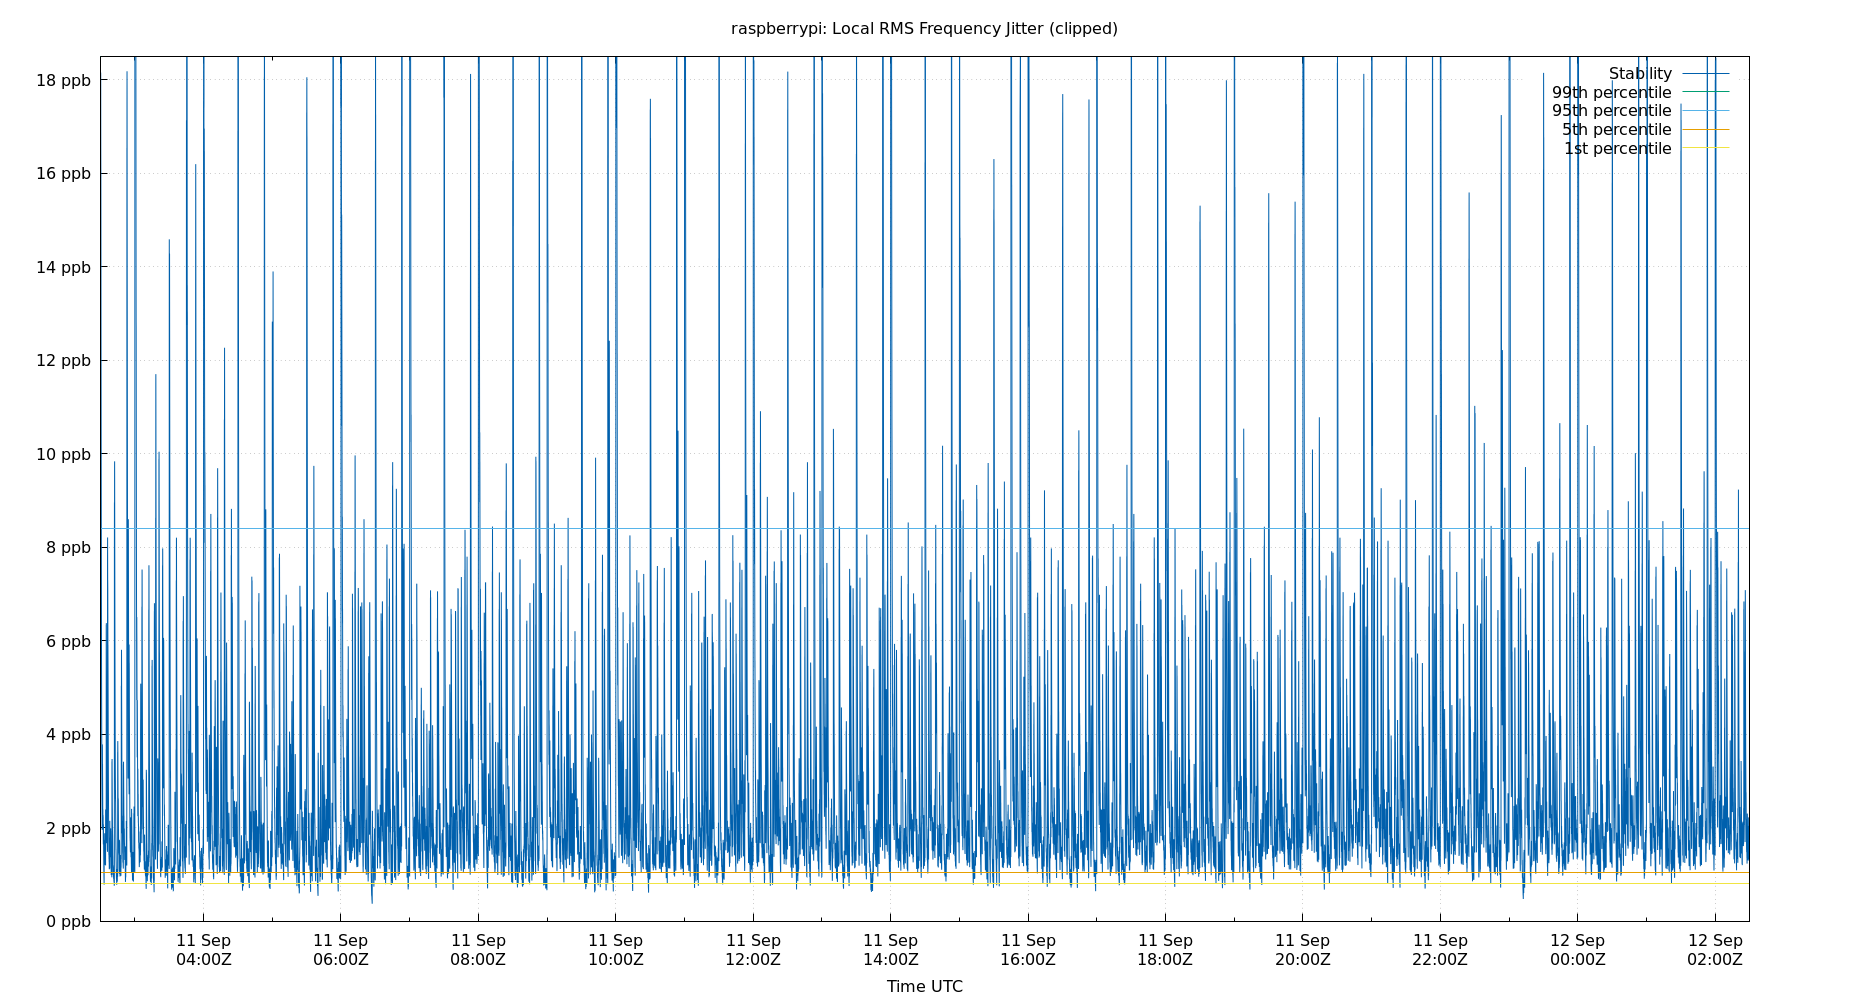 raspberrypi: Local RMS Frequency Jitter (clipped)
18 ppb
16 ppb
14 ppb
12 ppb
10 ppb
8 ppb
6 ppb
4 ppb
2 ppb
0 ppb
Stability
99th percentile
95th percentile
5th percentile
1st percentile
11 Sep 11 Sep 11 Sep 11 Sep 11 Sep 11 Sep 11 Sep 11 Sep 11 Sep 11 Sep 12 Sep 12 Sep
04:00Z 06:00Z 08:00Z 10:00Z 12:00Z 14:00Z 16:00Z 18:00Z 20:00Z 22:00Z 00:00Z 02:00Z
Time UTC